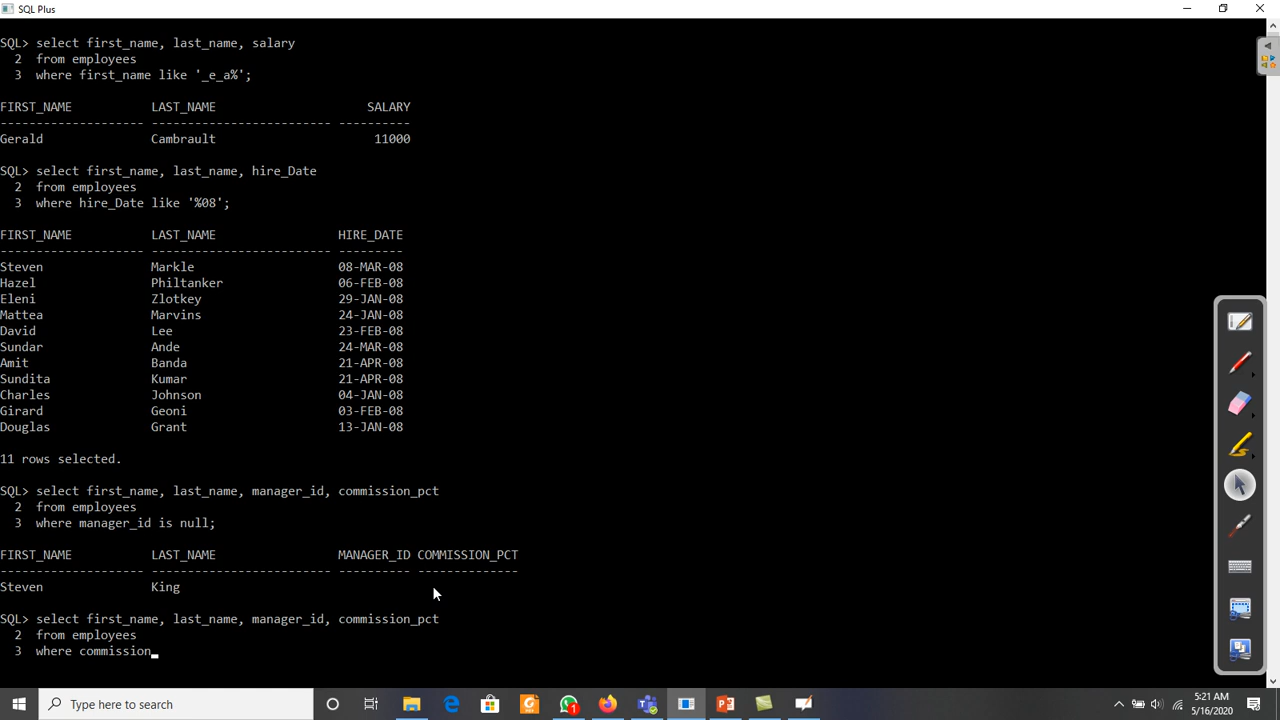 SQL Plus
SQL> select first_name, last_name, salary
2 from employees
3 where first_name like '_e_a%';
FIRST_NAME LAST_NAME SALARY
-------------------- ------------------------- ----------
Gerald Cambrault 11000
SQL> select first_name, last_name, hire_Date
2 from employees
3 where hire_Date like '%08';
FIRST_NAME LAST_NAME HIRE_DATE
-------------------- ------------------------- ---------
Steven Markle 08-MAR-08
Hazel Philtanker 06-FEB-08
Eleni Zlotkey 29-JAN-08
Mattea Marvins 24-JAN-08
David Lee 23-FEB-08
Sundar Ande 24-MAR-08
Amit Banda 21-APR-08
Sundita Kumar 21-APR-08
Charles Johnson 04-JAN-08
Girard Geoni 03-FEB-08
Douglas Grant 13-JAN-08
11 rows selected.
SQL> select first_name, last_name, manager_id, commission_pct
2 from employees
3 where manager_id is null;
FIRST_NAME LAST_NAME MANAGER_ID COMMISSION_PCT
-------------------- ------------------------- ---------- --------------
Steven King
SQL> select first_name, last_name, manager_id, commission_pct
2 from employees
3 where commission_
Type here to search
1
5:21 AM
5/16/2020